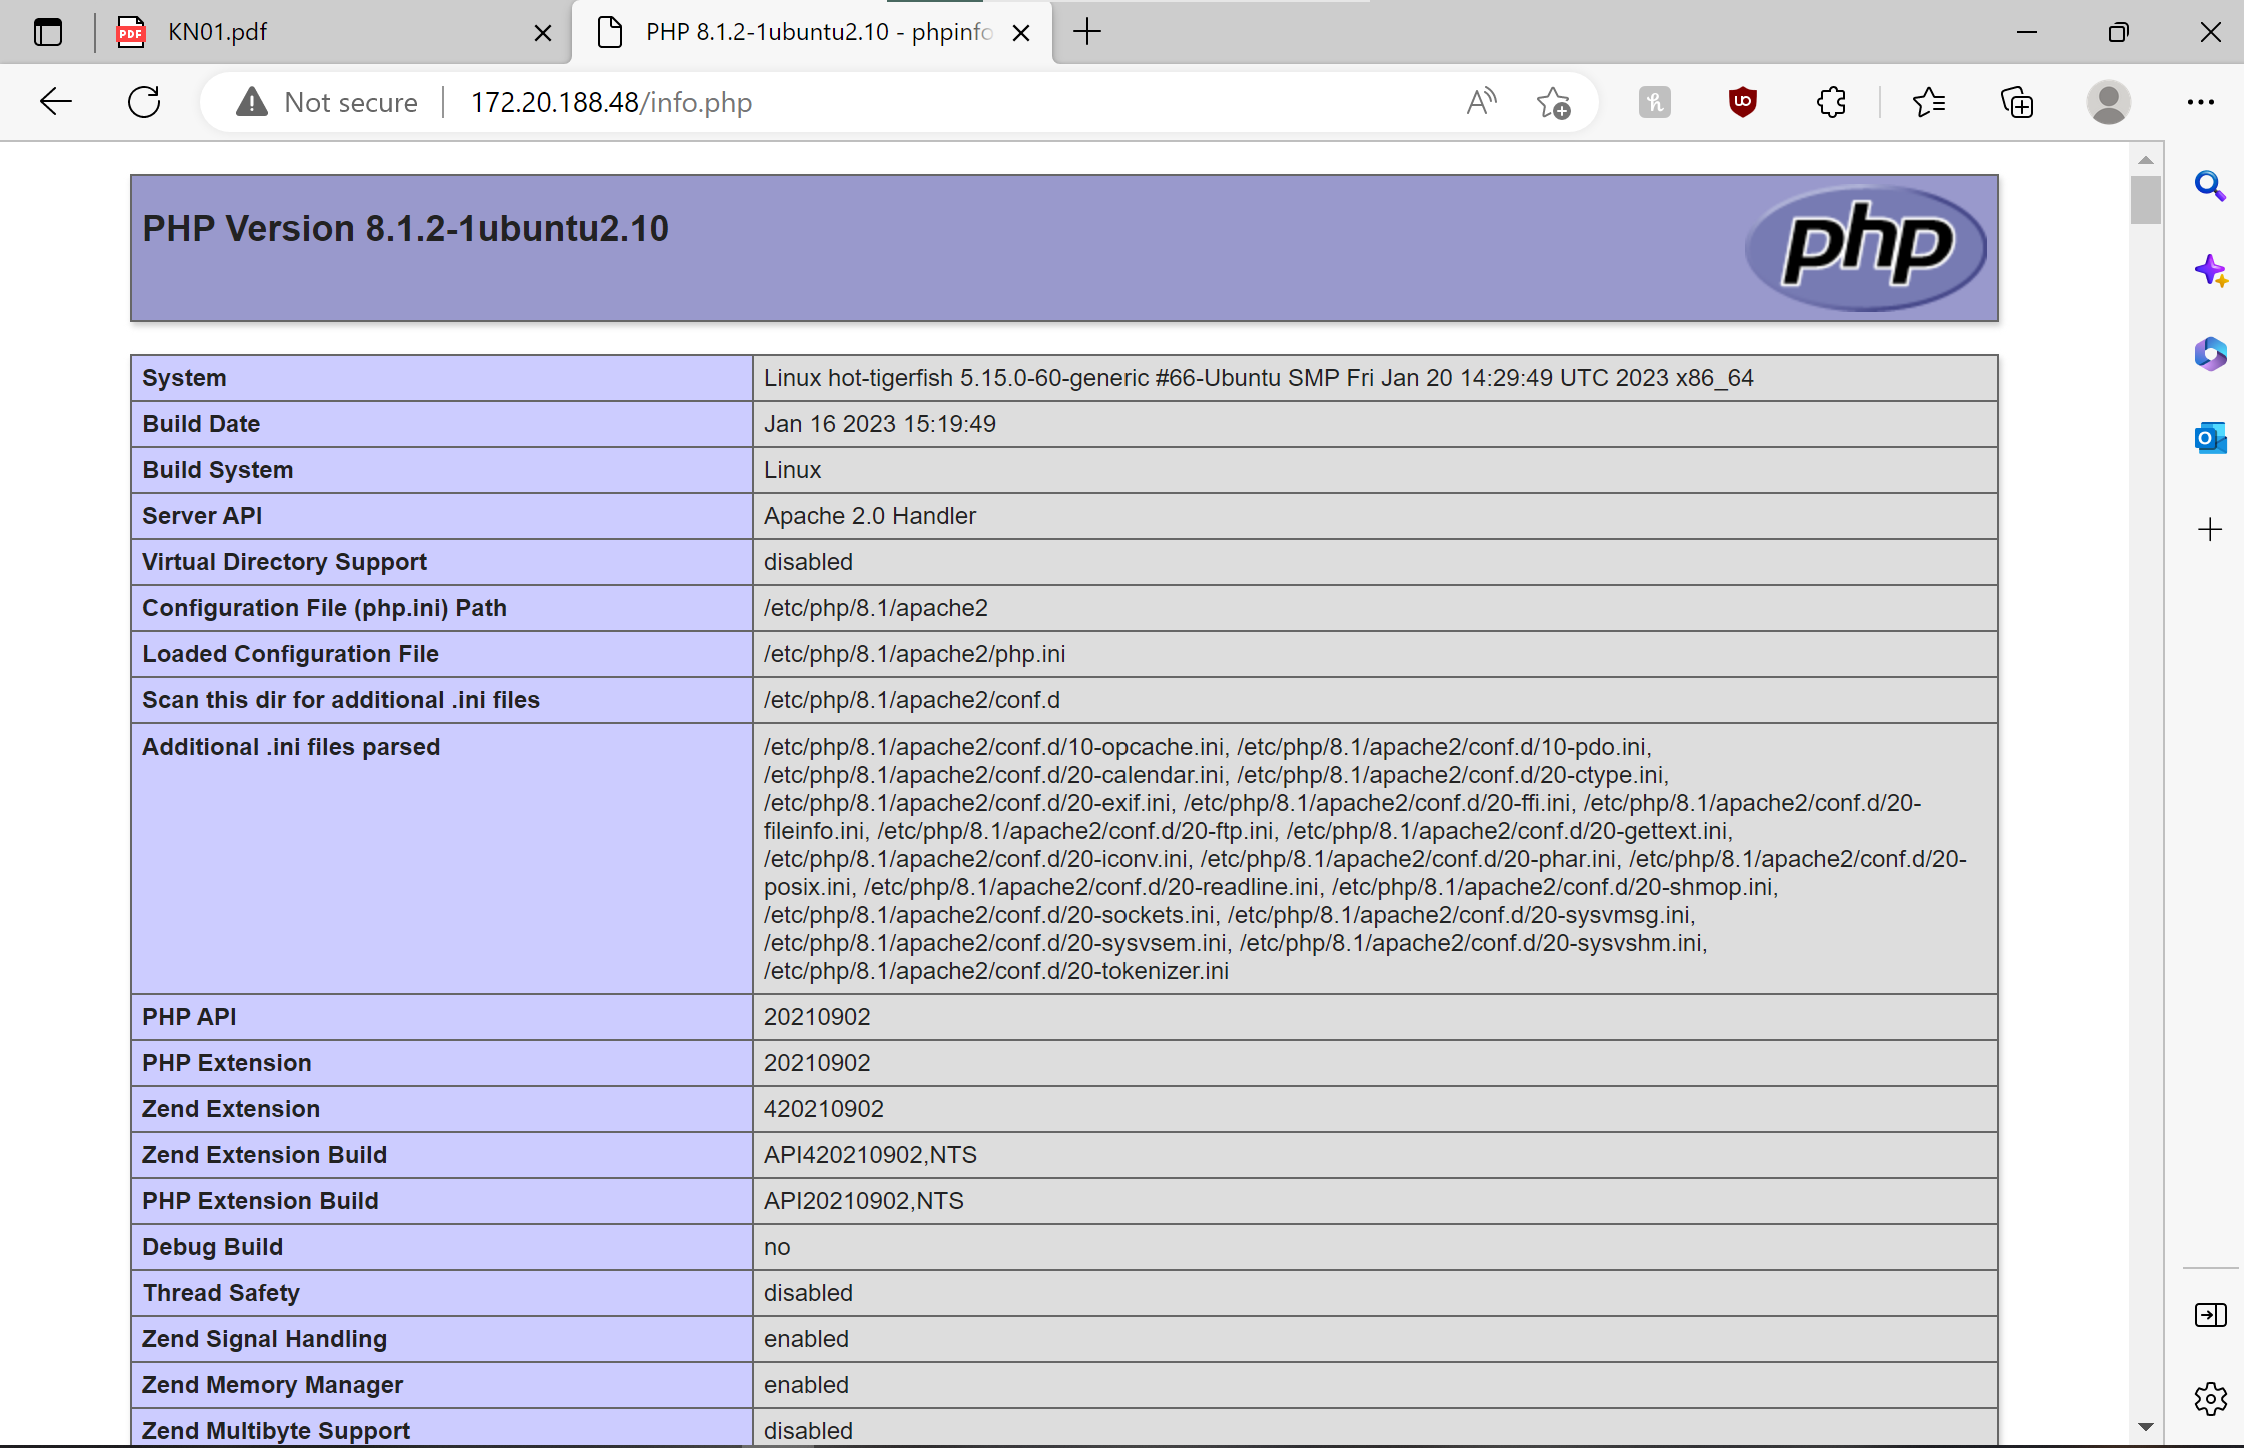 KN01.pdf
PHP 8.1.2-1ubuntu2.10 - phpinfo
Not secure
172.20.188.48/info.php
PHP Version 8.1.2-1ubuntu2.10
php
System
Linux hot-tigerfish 5.15.0-60-generic #66-Ubuntu SMP Fri Jan 20 14:29:49 UTC 2023 x86_64
Build Date
Jan 16 2023 15:19:49
Build System
Linux
Server API
Apache 2.0 Handler
Virtual Directory Support
disabled
Configuration File (php.ini) Path
/etc/php/8.1/apache2
Loaded Configuration File
/etc/php/8.1/apache2/php.ini
Scan this dir for additional .ini files
/etc/php/8.1/apache2/conf.d
Additional .ini files parsed
/etc/php/8.1/apache2/conf.d/10-opcache.ini, /etc/php/8.1/apache2/conf.d/10-pdo.ini,
/etc/php/8.1/apache2/conf.d/20-calendar.ini, /etc/php/8.1/apache2/conf.d/20-ctype.ini,
/etc/php/8.1/apache2/conf.d/20-exif.ini, /etc/php/8.1/apache2/conf.d/20-ffi.ini, /etc/php/8.1/apache2/conf.d/20-
fileinfo.ini, /etc/php/8.1/apache2/conf.d/20-ftp.ini, /etc/php/8.1/apache2/conf.d/20-gettext.ini,
/etc/php/8.1/apache2/conf.d/20-iconv.ini, /etc/php/8.1/apache2/conf.d/20-phar.ini, /etc/php/8.1/apache2/conf.d/20-
posix.ini, /etc/php/8.1/apache2/conf.d/20-readline.ini, /etc/php/8.1/apache2/conf.d/20-shmop.ini,
/etc/php/8.1/apache2/conf.d/20-sockets.ini, /etc/php/8.1/apache2/conf.d/20-sysvmsg.ini,
/etc/php/8.1/apache2/conf.d/20-sysvsem.ini, /etc/php/8.1/apache2/conf.d/20-sysvshm.ini,
/etc/php/8.1/apache2/conf.d/20-tokenizer.ini
PHP API
20210902
PHP Extension
20210902
Zend Extension
420210902
Zend Extension Build
API420210902,NTS
PHP Extension Build
API20210902,NTS
Debug Build
no
Thread Safety
disabled
Zend Signal Handling
enabled
Zend Memory Manager
enabled
Zend Multibyte Support
disabled